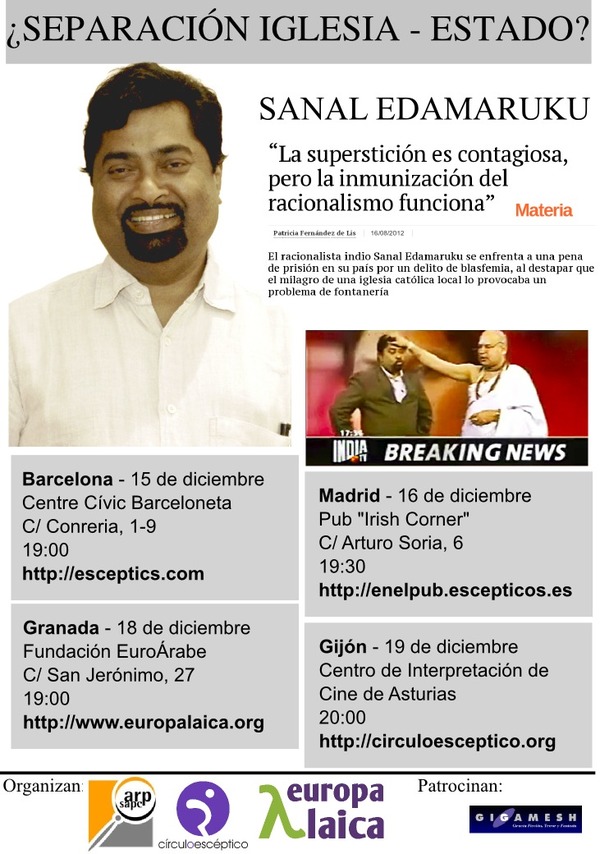 ¿SEPARACIÓN IGLESIA - ESTADO?
SANAL EDAMARUKU
“La superstición es contagiosa,
pero la inmunización del
racionalismo funciona”
Materia
Patricia Fernández de Lis | 16/08/2012 |
El racionalista indio Sanal Edamaruku se enfrenta a una pena
de prisión en su país por un delito de blasfemia, al destapar que
el milagro de una iglesia católica local lo provocaba un
problema de fontanería
INDIA
TV
BREAKING NEWS
Barcelona - 15 de diciembre
Centre Cívic Barceloneta
C/ Conreria, 1-9
19:00
http://esceptics.com
Madrid - 16 de diciembre
Pub "Irish Corner"
C/ Arturo Soria, 6
19:30
http://enelpub.escepticos.es
Granada - 18 de diciembre
Fundación EuroÁrabe
C/ San Jerónimo, 27
19:00
http://www.europalaica.org
Gijón - 19 de diciembre
Centro de Interpretación de
Cine de Asturias
20:00
http://circuloesceptico.org
Organizan:
arp
sapc
círculoescéptico
europa
laica
Patrocinan:
GIGAMESH